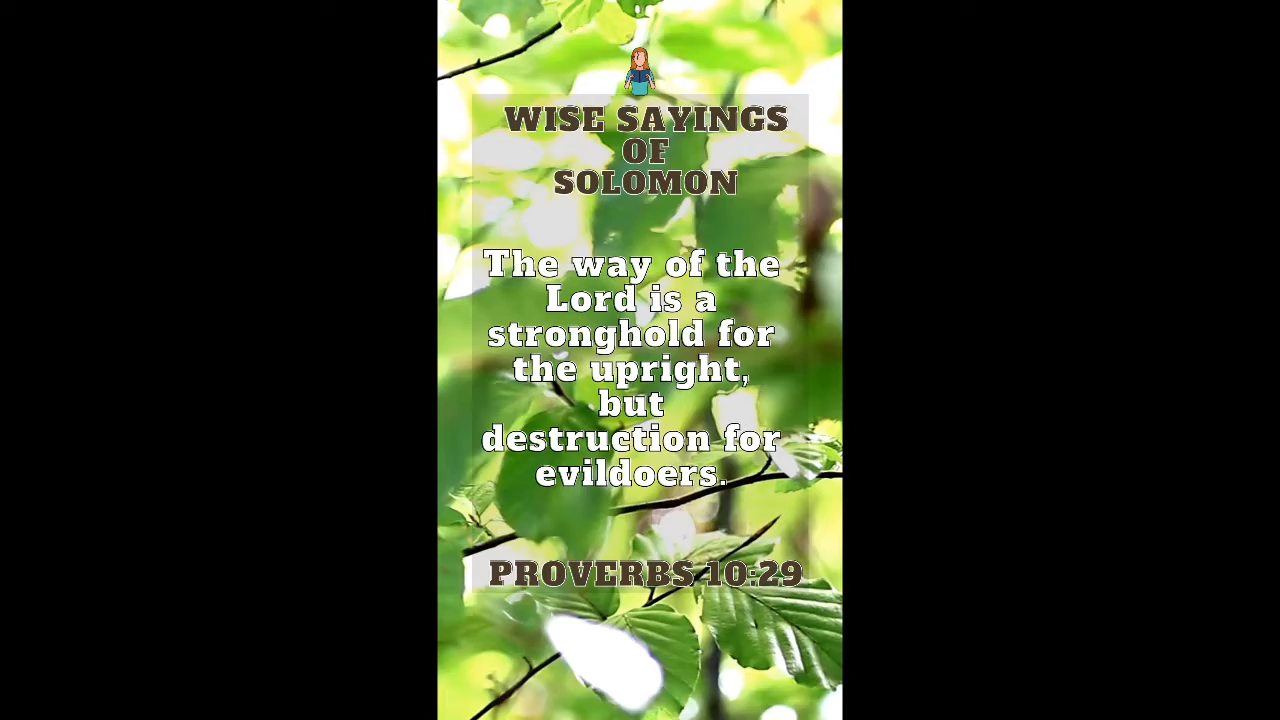 WISE SAYINGS
OF
SOLOMON
The way of the
Lord is a
stronghold for
the upright,
but
destruction for
evildoers.
PROVERBS 10:29